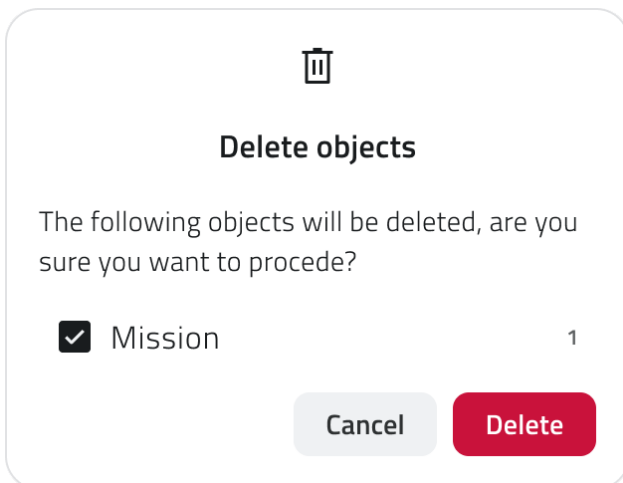 Delete objects
The following objects will be deleted, are you
sure you want to procede?
Mission 1
Cancel Delete